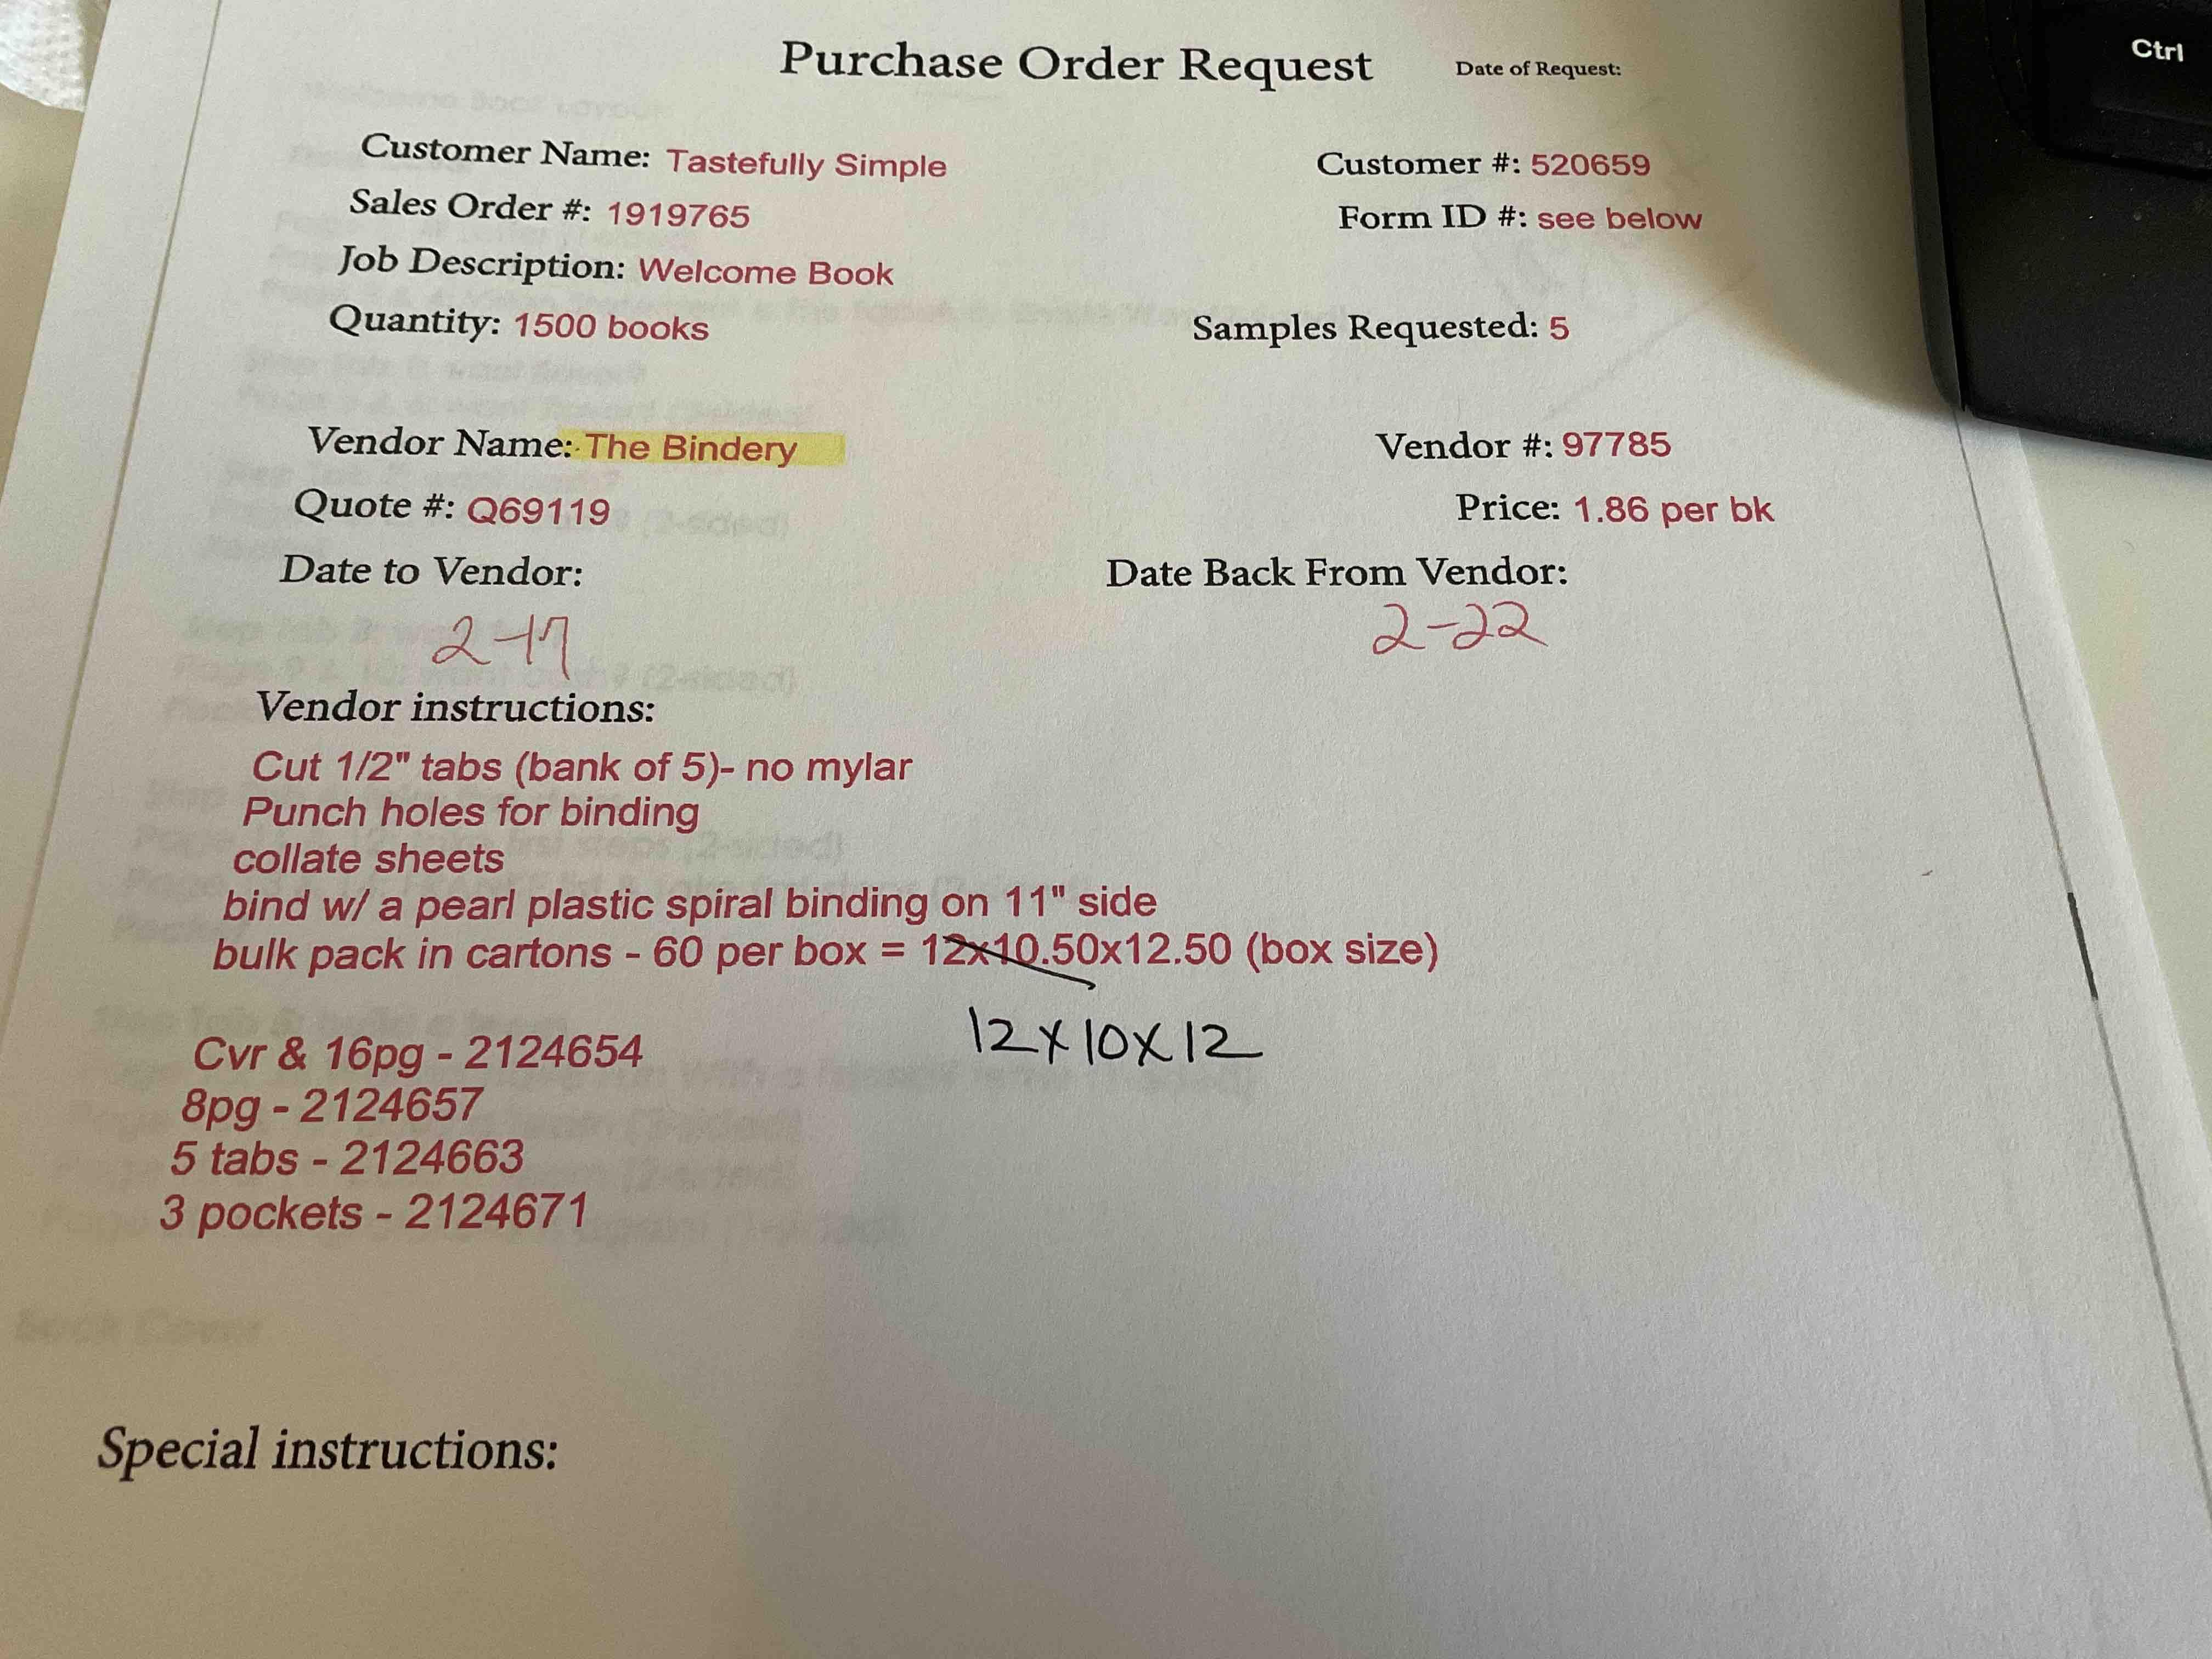 Purchase Order Request Date of Request:
Customer Name: Tastefully Simple Customer #: 520659
Sales Order #: 1919765 Form ID #: see below
Job Description: Welcome Book
Quantity: 1500 books Samples Requested: 5
Vendor Name: The Bindery Vendor #: 97785
Quote #: Q69119 Price: 1.86 per bk
Date to Vendor: Date Back From Vendor:
2-17 2-22
Vendor instructions:
Cut 1/2" tabs (bank of 5)- no mylar
Punch holes for binding
collate sheets
bind w/ a pearl plastic spiral binding on 11" side
bulk pack in cartons - 60 per box = 12x10.50x12.50 (box size)
12x10x12
Cvr & 16pg - 2124654
8pg - 2124657
5 tabs - 2124663
3 pockets - 2124671
Book Cover
Special instructions:
Ctrl